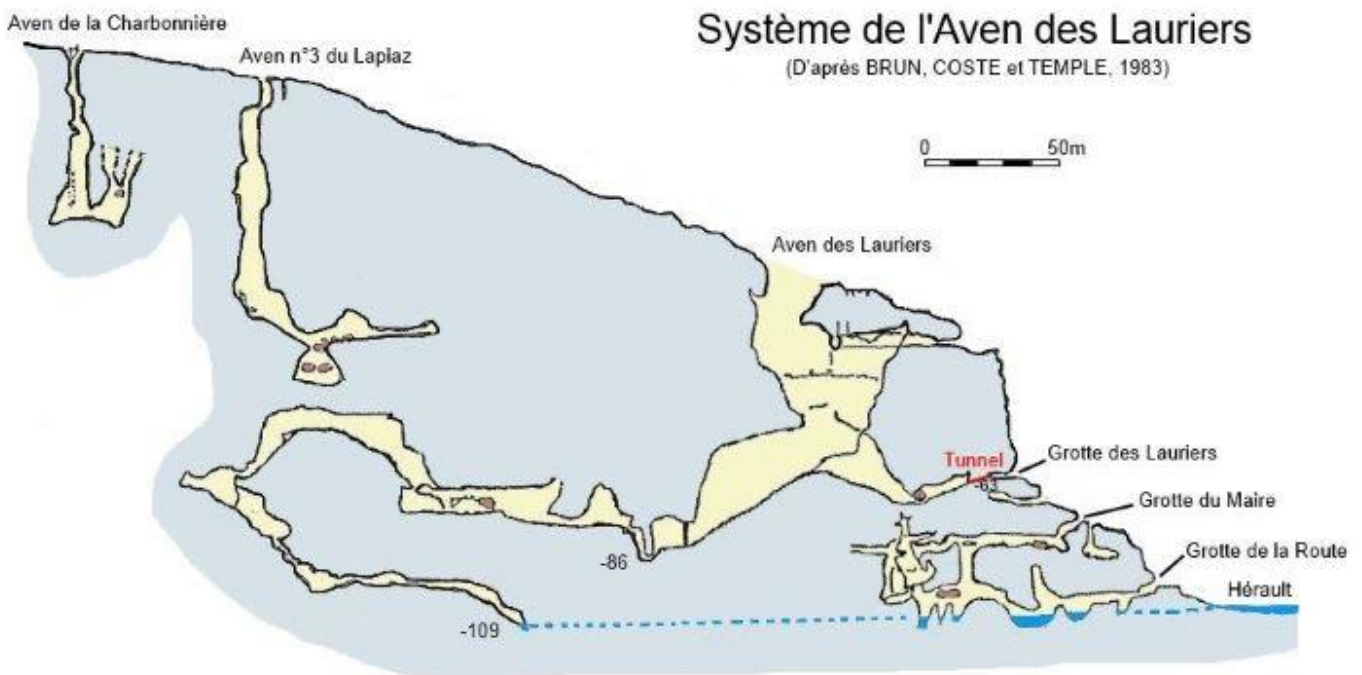 Système de l'Aven des Lauriers
(D'après BRUN, COSTE et TEMPLE, 1983)
Aven de la Charbonnière
Aven n°3 du Lapiaz
0 50m
Aven des Lauriers
Tunnel
-63
Grotte des Lauriers
Grotte du Maire
-86
Grotte de la Route
Hérault
-109